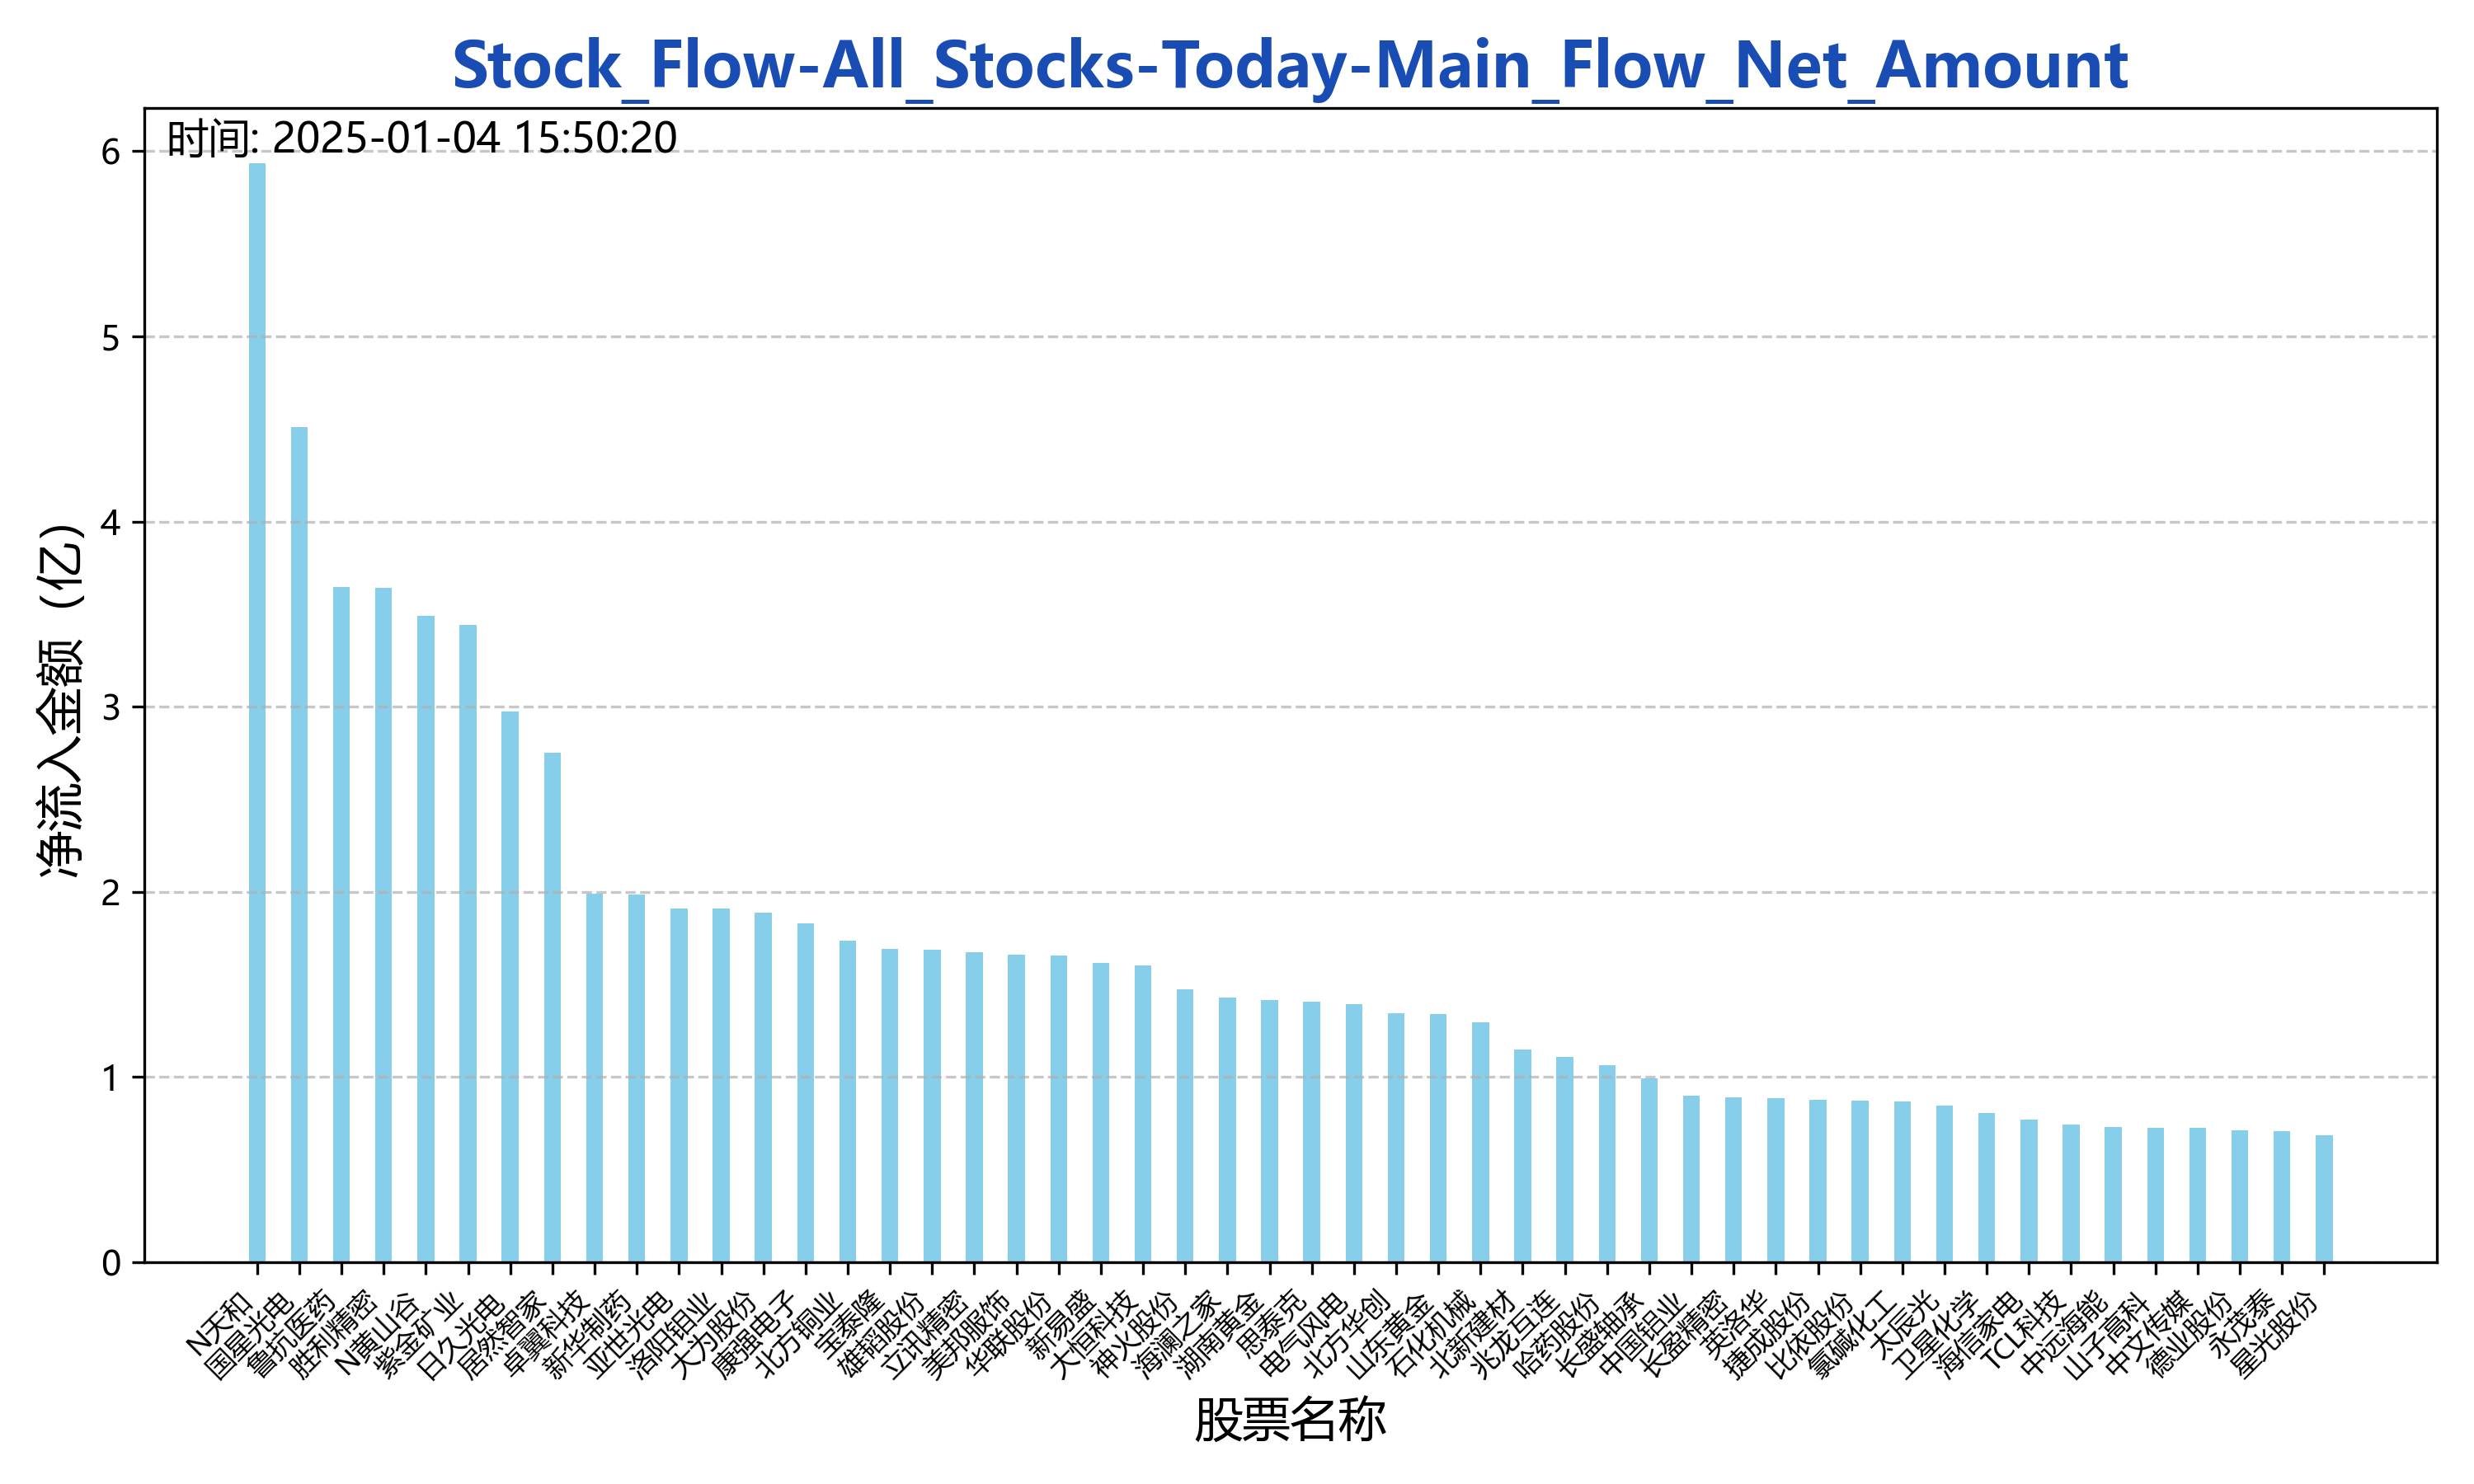 Stock_Flow-All_Stocks-Today-Main_Flow_Net_Amount
时间: 2025-01-04 15:50:20
净流入金额 (亿)
6
5
4
3
2
1
0
N天和
国星光电
鲁抗医药
胜利精密
N黄山谷
紫金矿业
日久光电
居然智家
卓翼科技
新华制药
亚世光电
洛阳钼业
大为股份
康强电子
北方铜业
宝泰隆
雄韬股份
立讯精密
美邦服饰
华联股份
新易盛
大恒科技
神火股份
海澜之家
湖南黄金
思泰克
电气风电
北方华创
山东黄金
石化机械
北新建材
兆龙互连
哈药股份
长盛轴承
中国铝业
长盈精密
英洛华
捷成股份
比依股份
氯碱化工
太辰光
卫星化学
海信家电
TCL科技
中远海能
山子高科
中文传媒
德业股份
永茂泰
星光股份
股票名称